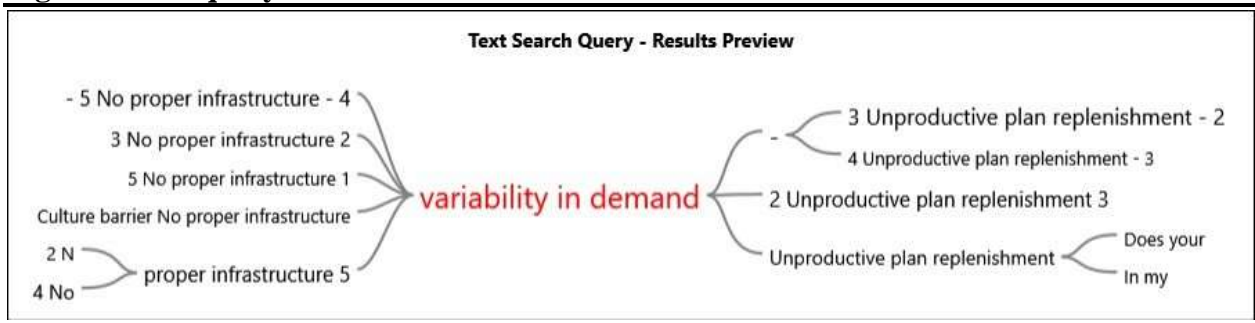 Text Search Query - Results Preview
- 5 No proper infrastructure - 4
3 No proper infrastructure 2
5 No proper infrastructure 1
Culture barrier No proper infrastructure
2 N
4 No
proper infrastructure 5
variability in demand
-
3 Unproductive plan replenishment - 2
4 Unproductive plan replenishment - 3
2 Unproductive plan replenishment 3
Unproductive plan replenishment
Does your
In my